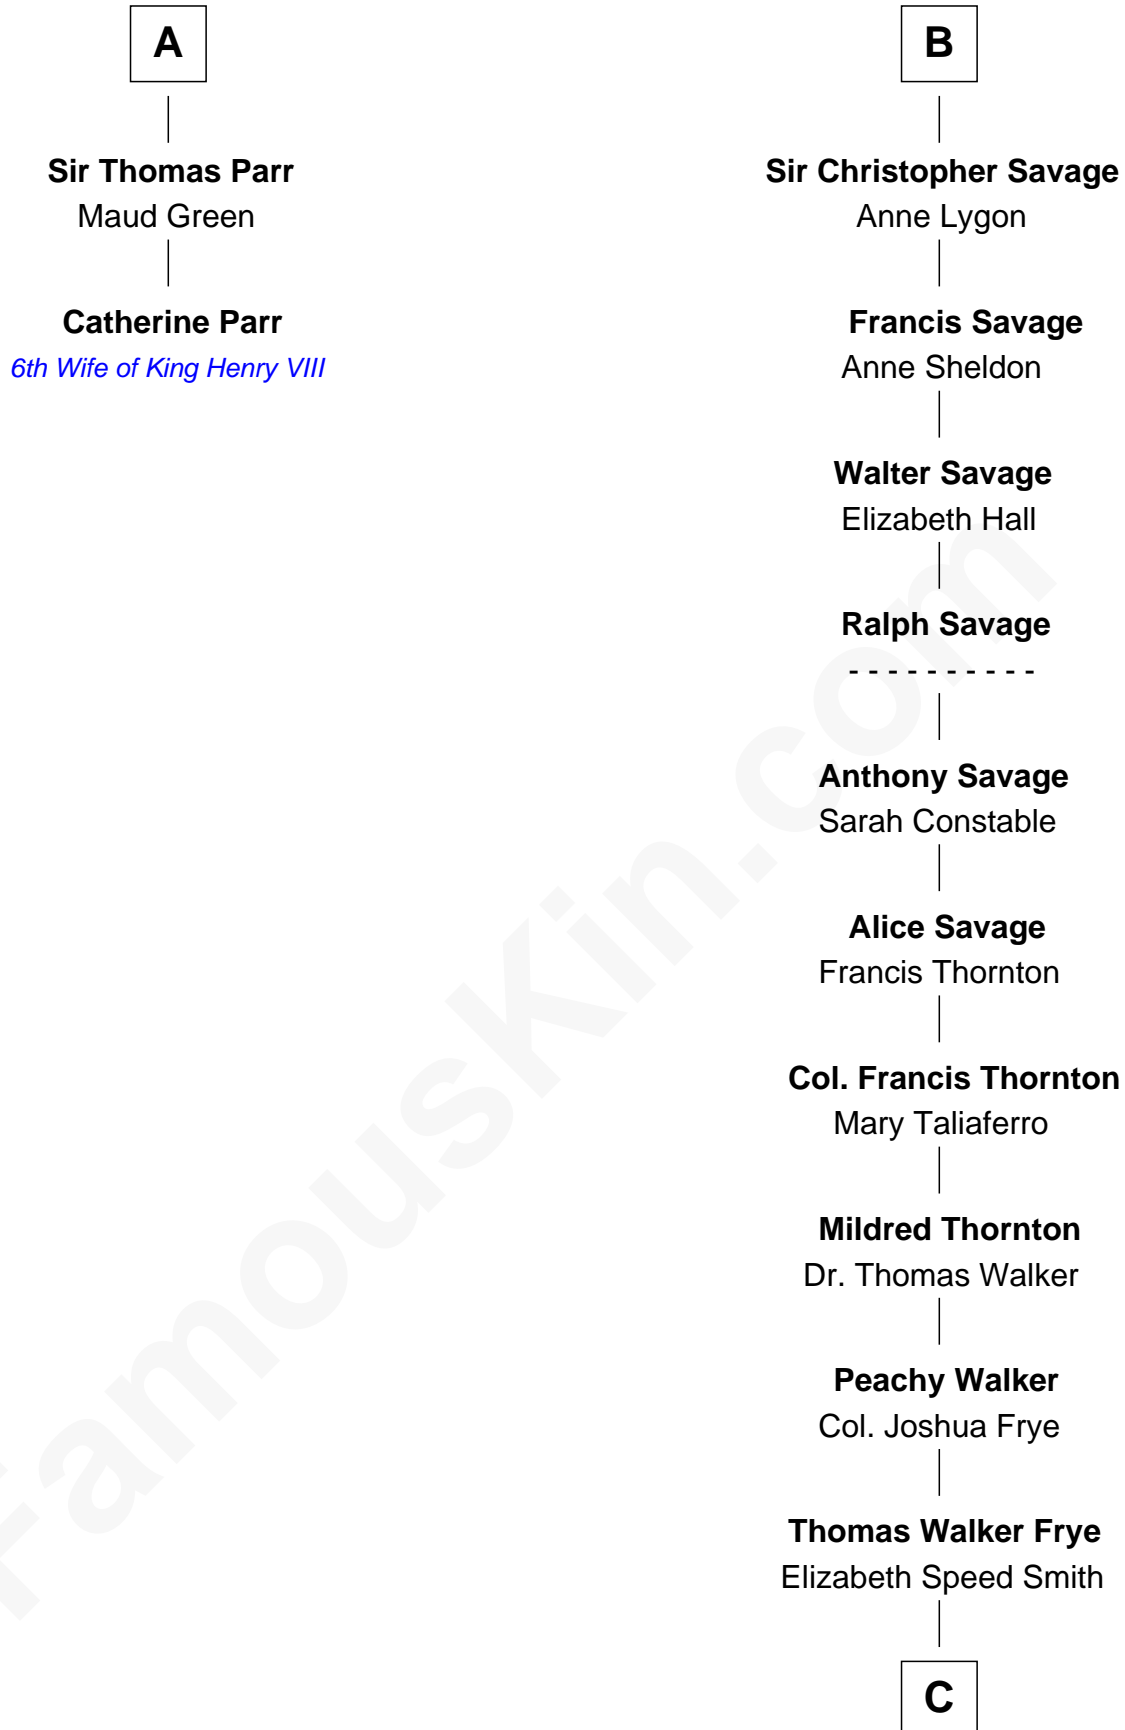 A
Sir Thomas Parr
Maud Green
Catherine Parr
6th Wife of King Henry VIII
B
Sir Christopher Savage
Anne Lygon
Francis Savage
Anne Sheldon
Walter Savage
Elizabeth Hall
Ralph Savage
- - - - - - - - - -
Anthony Savage
Sarah Constable
Alice Savage
Francis Thornton
Col. Francis Thornton
Mary Taliaferro
Mildred Thornton
Dr. Thomas Walker
Peachy Walker
Col. Joshua Frye
Thomas Walker Frye
Elizabeth Speed Smith
C
FamousKin.com